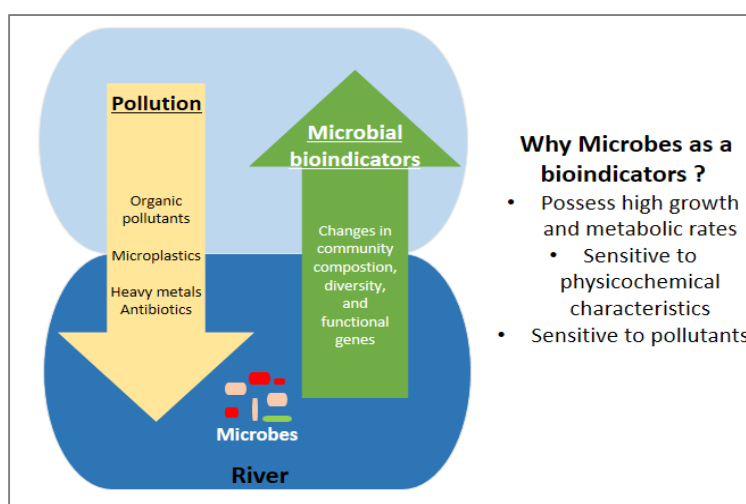 Pollution
Organic
pollutants
Microplastics
Heavy metals
Antibiotics
Microbial
bioindicators
Changes in
community
compostion,
diversity,
and
functional
genes
Microbes
River
Why Microbes as a
bioindicators ?
• Possess high growth
and metabolic rates
• Sensitive to
physicochemical
characteristics
• Sensitive to pollutants